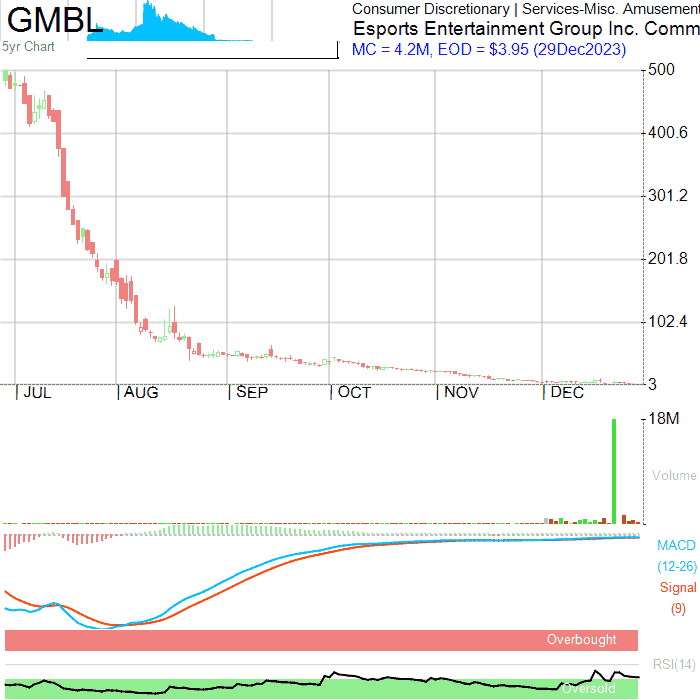 GMBL
Consumer Discretionary | Services-Misc. Amusement
Esports Entertainment Group Inc. Comm
5yr Chart
MC = 4.2M, EOD = $3.95 (29Dec2023)
500
400.6
301.2
201.8
102.4
3
JUL AUG SEP OCT NOV DEC
18M
Volume
MACD
(12-26)
Signal
(9)
Overbought
RSI(14)
Oversold